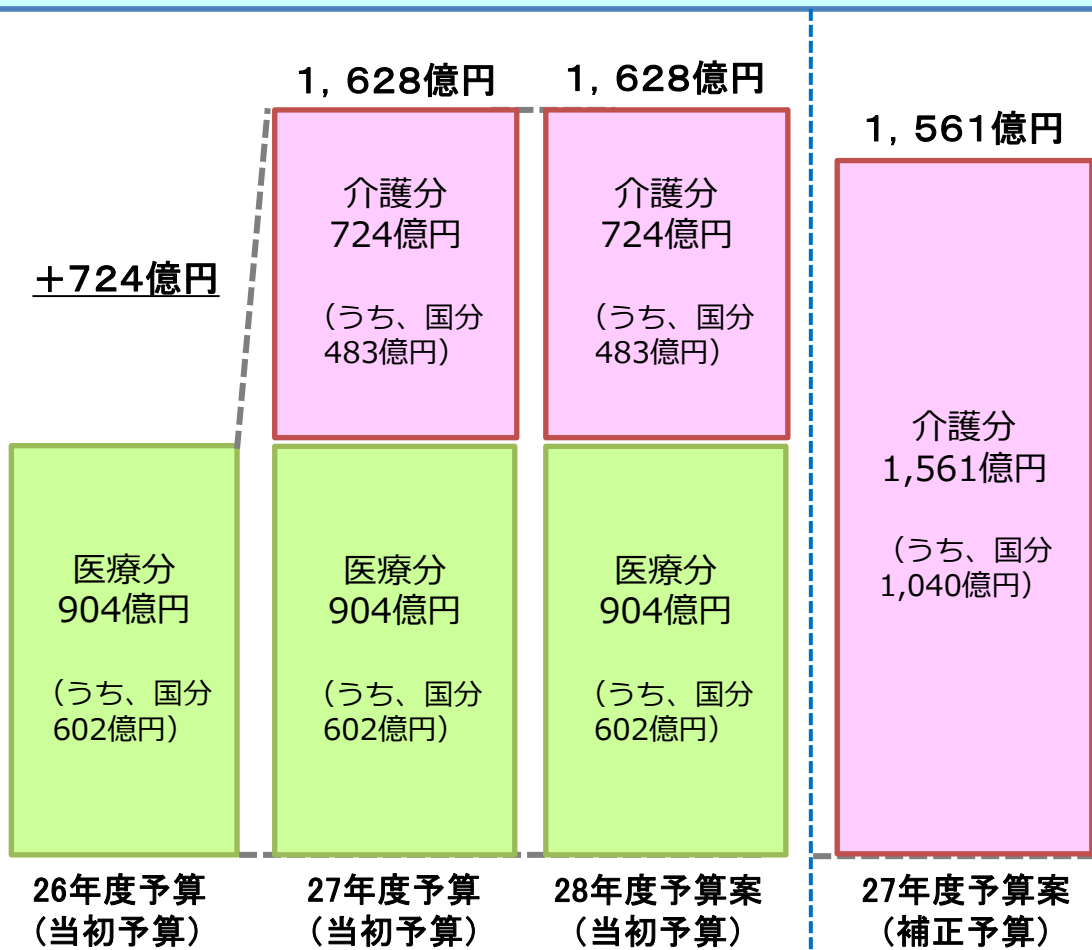 1,628億円
1,628億円
1,561億円
+724億円
介護分
724億円
（うち、国分
483億円）
介護分
724億円
（うち、国分
483億円）
介護分
1,561億円
（うち、国分
1,040億円）
医療分
904億円
（うち、国分
602億円）
医療分
904億円
（うち、国分
602億円）
医療分
904億円
（うち、国分
602億円）
26年度予算
（当初予算）
27年度予算
（当初予算）
28年度予算案
（当初予算）
27年度予算案
（補正予算）